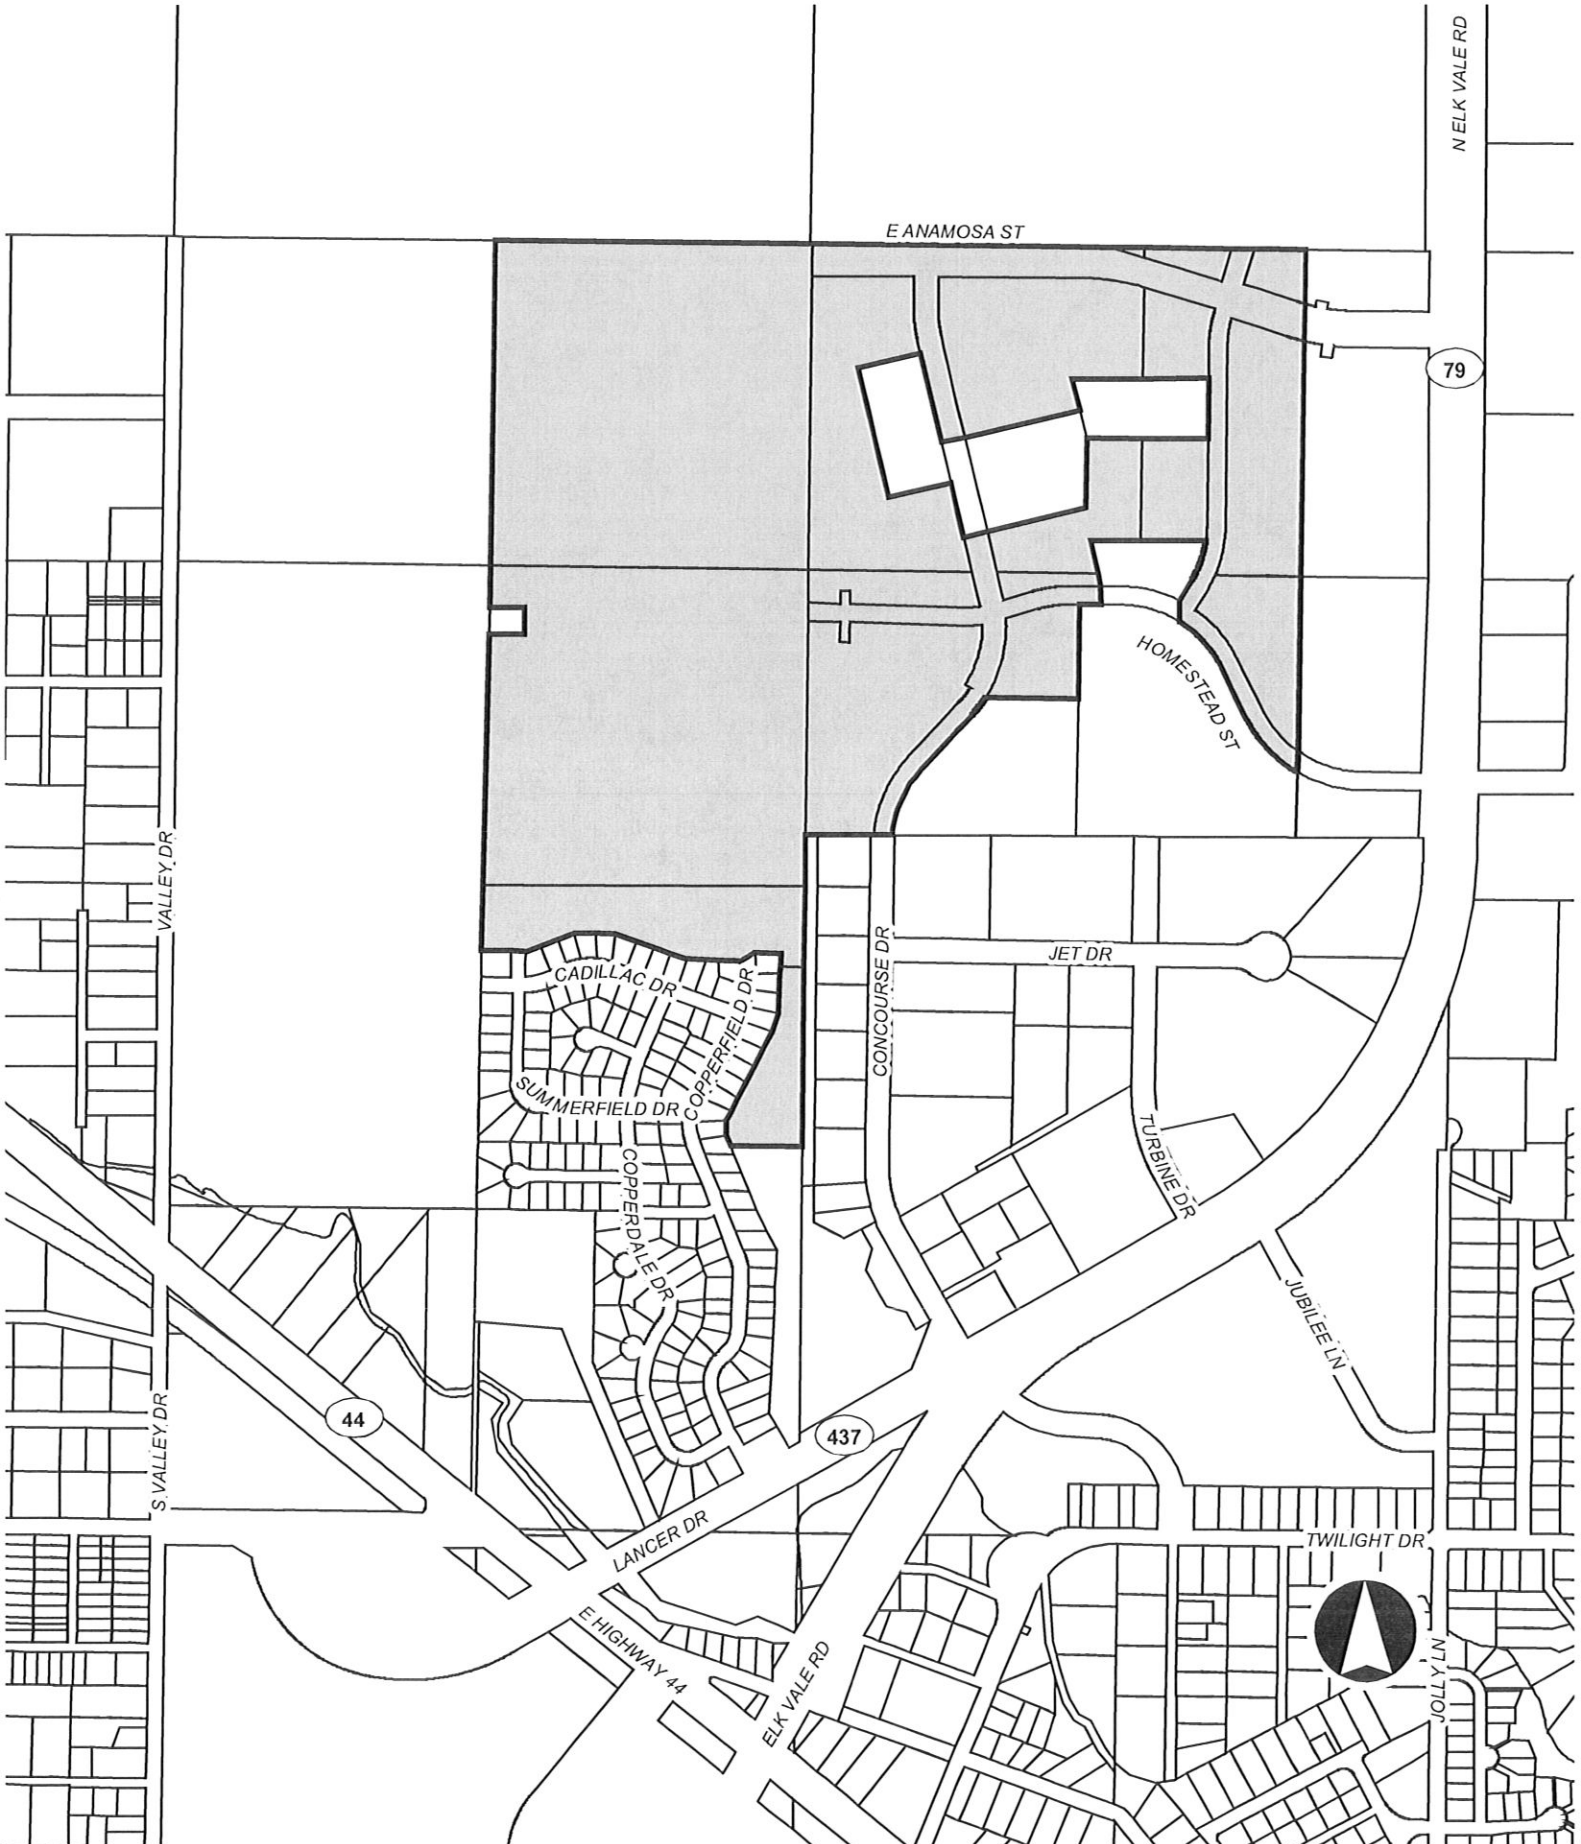 N ELK VALE RD
E ANAMOSA ST
79
HOMESTEAD ST
VALLEY DR
CONCOURSE DR
JET DR
CADILLAC DR
COPPERFIELD DR
SUMMERFIELD DR
TURBINE DR
COPPERDALE DR
JUBILEE LN
44
437
S. VALLEY DR
LANCER DR
TWILIGHT DR
E HIGHWAY 44
ELK VALE RD
JOLLY LN